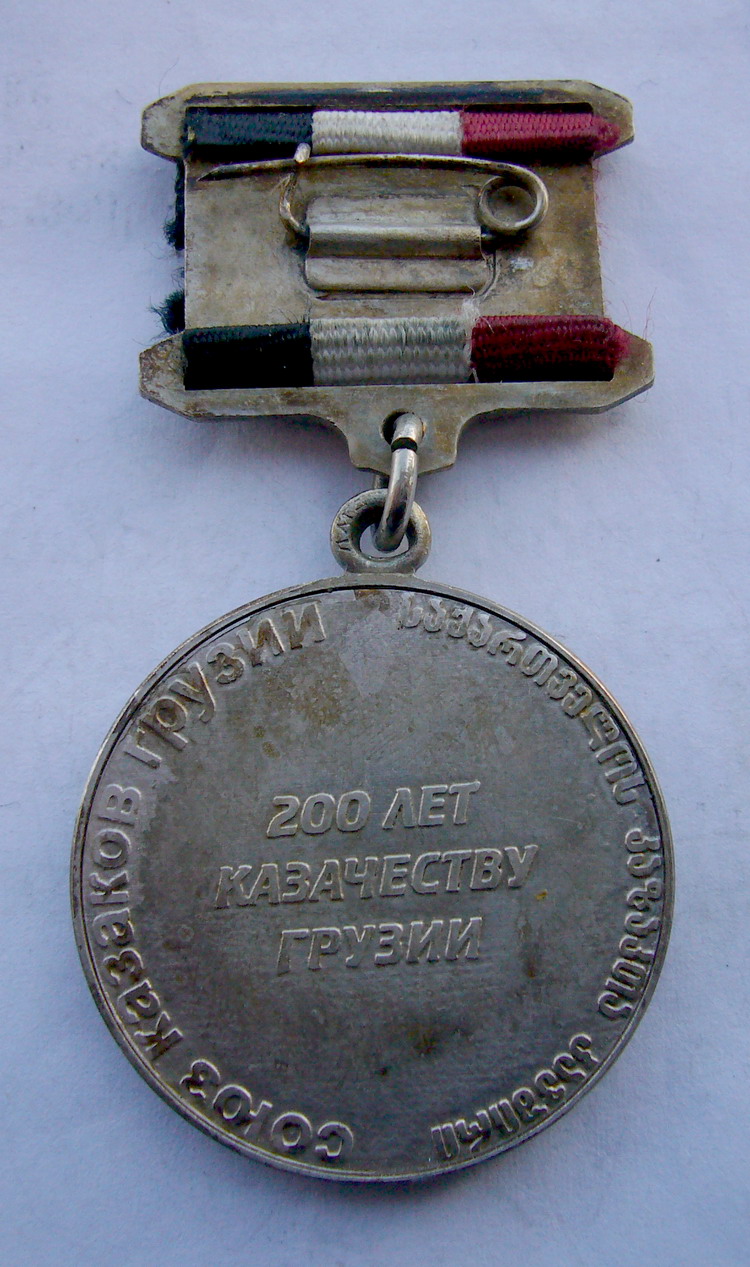 союз казаков грузии
საქართველოს კაზაკთა კავშირი
200 ЛЕТ
КАЗАЧЕСТВУ
ГРУЗИИ